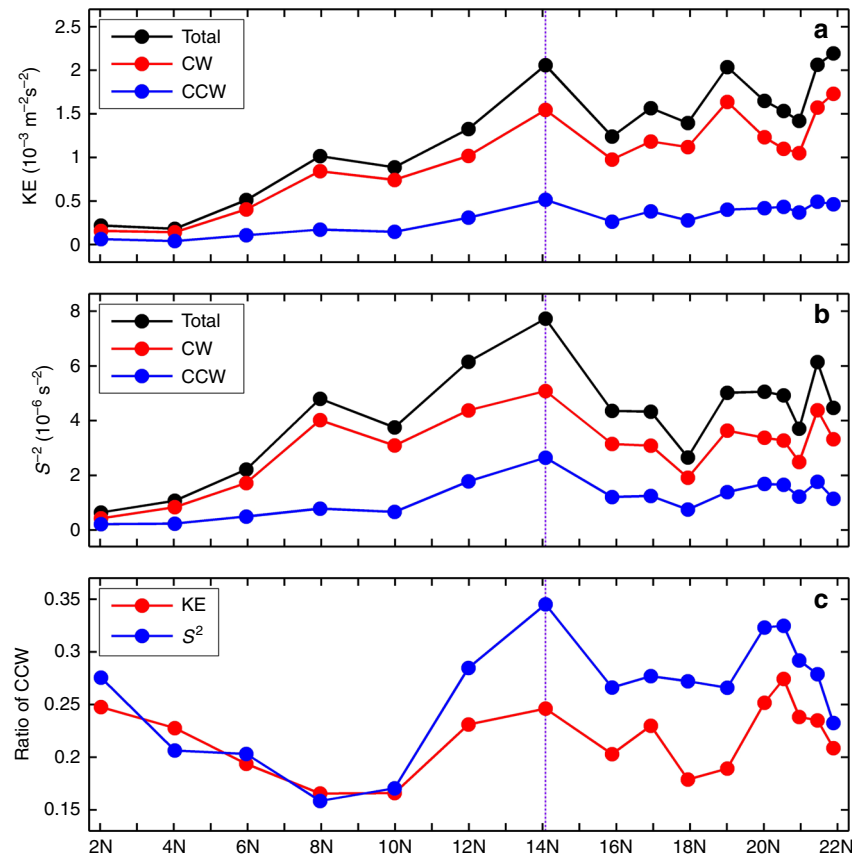 a
Total
CW
CCW
KE (10⁻³ m⁻²s⁻²)
2.5
2
1.5
1
0.5
0
b
Total
CW
CCW
S⁻² (10⁻⁶ s⁻²)
8
6
4
2
0
c
KE
S²
Ratio of CCW
0.35
0.3
0.25
0.2
0.15
2N 4N 6N 8N 10N 12N 14N 16N 18N 20N 22N